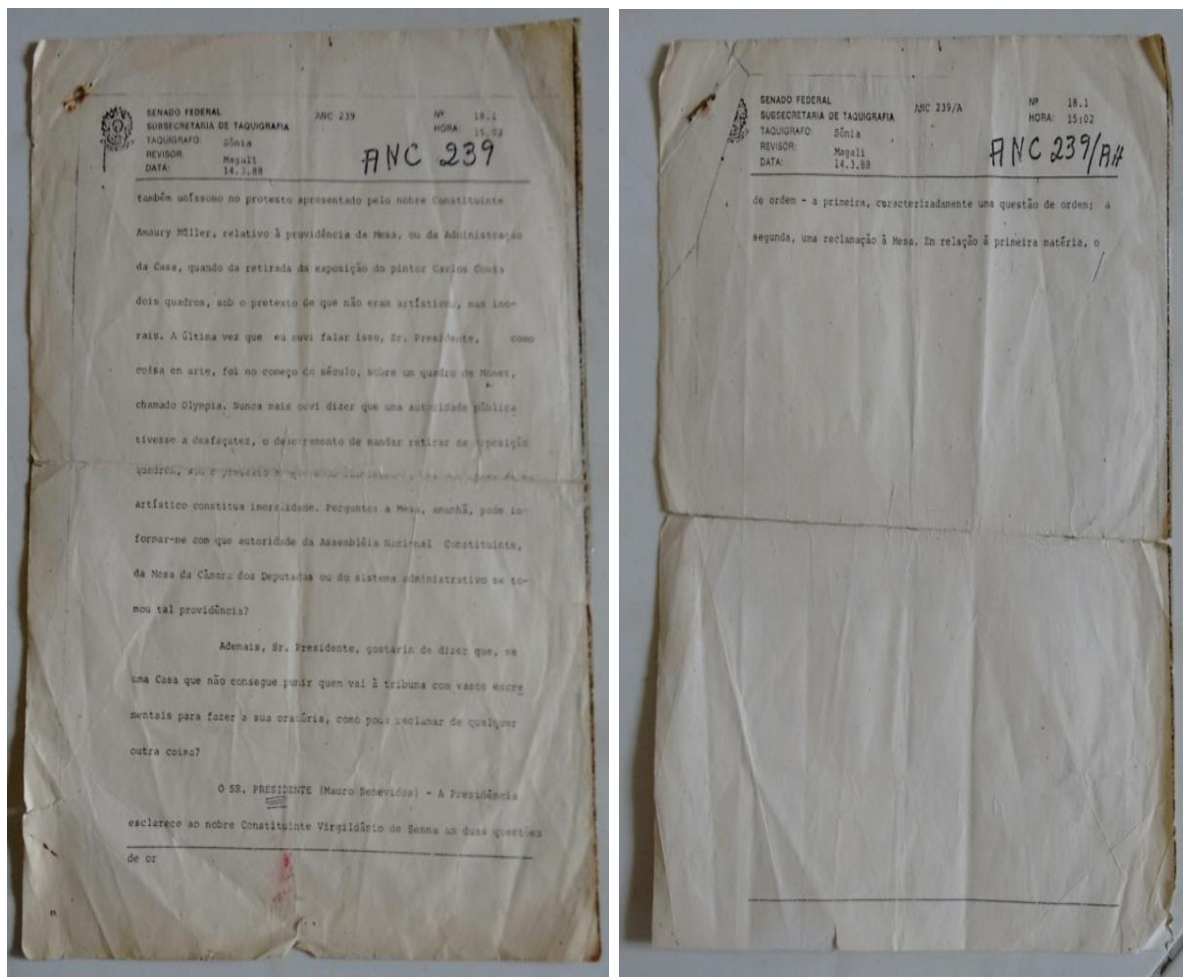 SENADO FEDERAL
SUBSECRETARIA DE TAQUIGRAFIA
TAQUÍGRAFO: Sônia
REVISOR: Magali
DATA: 14.3.88
ANC 239
Nº 18.1
HORA: 15.02
ANC 239
também uníssono no protesto apresentado pelo nobre Constituinte
Amaury Müller, relativo à providência da Mesa, ou da Administração
da Casa, quando da retirada da exposição do pintor Carlos Costa
dois quadros, sob o pretexto de que não eram artísticos, mas imo-
rais. A última vez que eu ouvi falar isso, Sr. Presidente, como
coisa em arte, foi no começo do século, sobre um quadro de Monet,
chamado Olympia. Nunca mais ouvi dizer que uma autoridade pública
tivesse a desfaçatez, o de mandar retirar da exposição
quadros, sob o pretexto
artístico constitua imoralidade. Pergunto: a Mesa, amanhã, pode in-
formar-me com que autoridade da Assembléia Nacional Constituinte,
da Mesa da Câmara dos Deputados ou do sistema administrativo se to-
mou tal providência?
Ademais, Sr. Presidente, gostaria de dizer que, em
uma Casa que não consegue punir quem vai à tribuna com vasos excre
mentais para fazer a sua oratória, como pode reclamar de qualquer
outra coisa?
O SR. PRESIDENTE (Mauro Benevides) - A Presidência
esclarece ao nobre Constituinte Virgildásio de Senna as duas questões
de or
SENADO FEDERAL
SUBSECRETARIA DE TAQUIGRAFIA
TAQUÍGRAFO: Sônia
REVISOR: Magali
DATA: 14.3.88
ANC 239/A
Nº 18.1
HORA: 15:02
ANC 239/AH
de ordem - a primeira, caracterizadamente uma questão de ordem; a
segunda, uma reclamação à Mesa. Em relação à primeira matéria, o